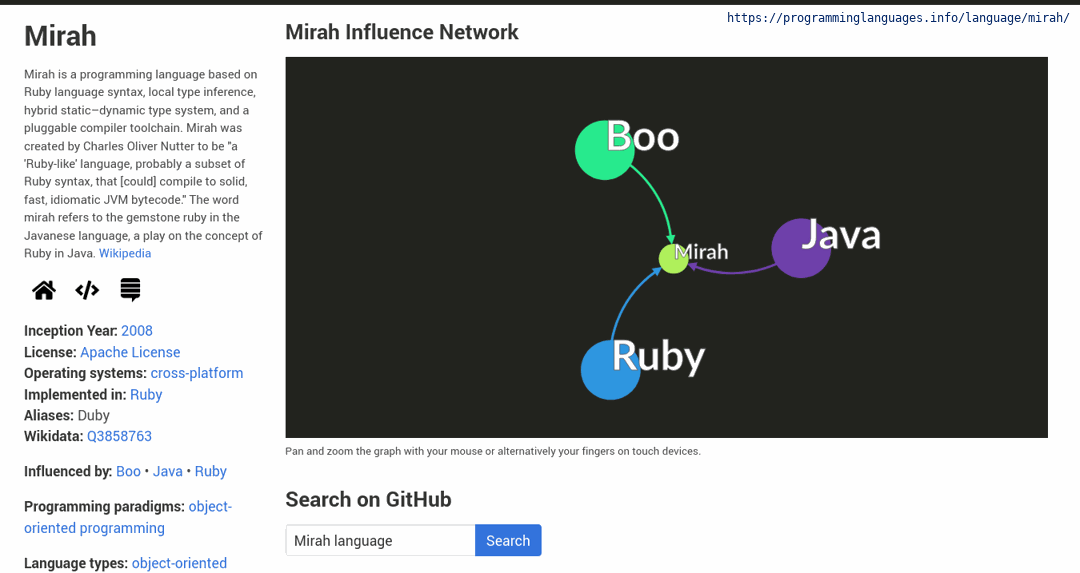 https://programminglanguages.info/language/mirah/
Mirah
Mirah is a programming language based on
Ruby language syntax, local type inference,
hybrid static–dynamic type system, and a
pluggable compiler toolchain. Mirah was
created by Charles Oliver Nutter to be "a
'Ruby-like' language, probably a subset of
Ruby syntax, that [could] compile to solid,
fast, idiomatic JVM bytecode." The word
mirah refers to the gemstone ruby in the
Javanese language, a play on the concept of
Ruby in Java. Wikipedia
Inception Year: 2008
License: Apache License
Operating systems: cross-platform
Implemented in: Ruby
Aliases: Duby
Wikidata: Q3858763
Influenced by: Boo • Java • Ruby
Programming paradigms: object-
oriented programming
Language types: object-oriented
Mirah Influence Network
Boo
Java
Mirah
Ruby
Pan and zoom the graph with your mouse or alternatively your fingers on touch devices.
Search on GitHub
Mirah language
Search